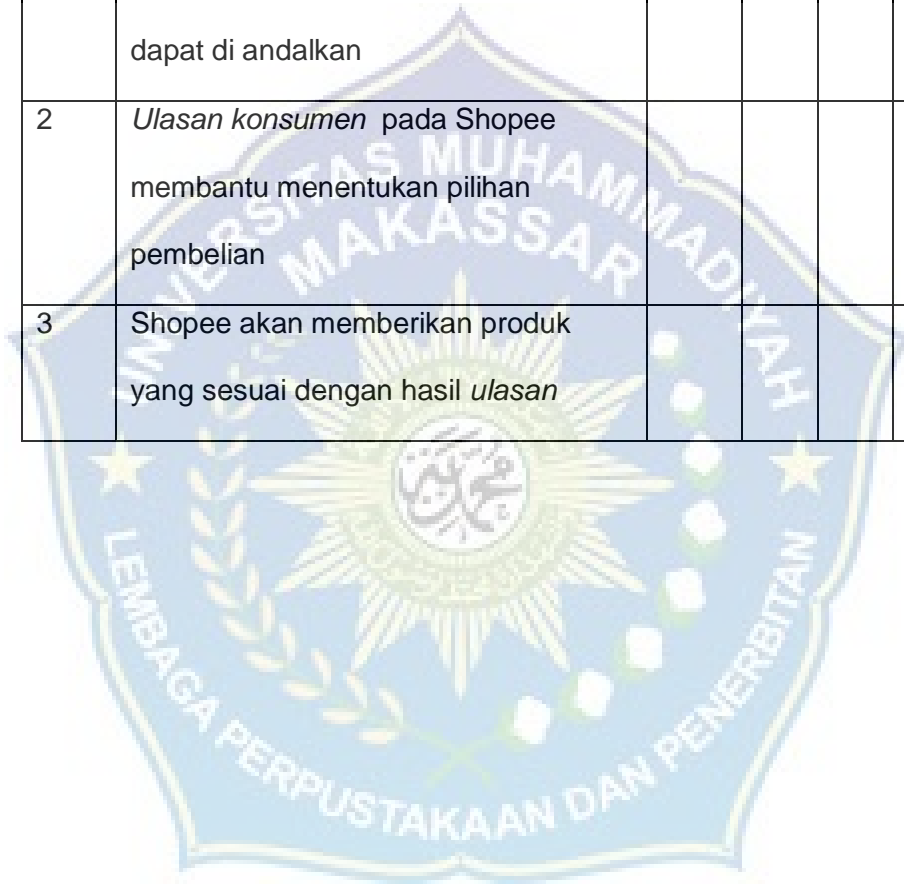 dapat di andalkan
2 Ulasan konsumen pada Shopee
membantu menentukan pilihan
pembelian
3 Shopee akan memberikan produk
yang sesuai dengan hasil ulasan
UNIVERSITAS MUHAMMADIYAH
MAKASSAR
LEMBAGA PERPUSTAKAAN DAN PENERBITAN